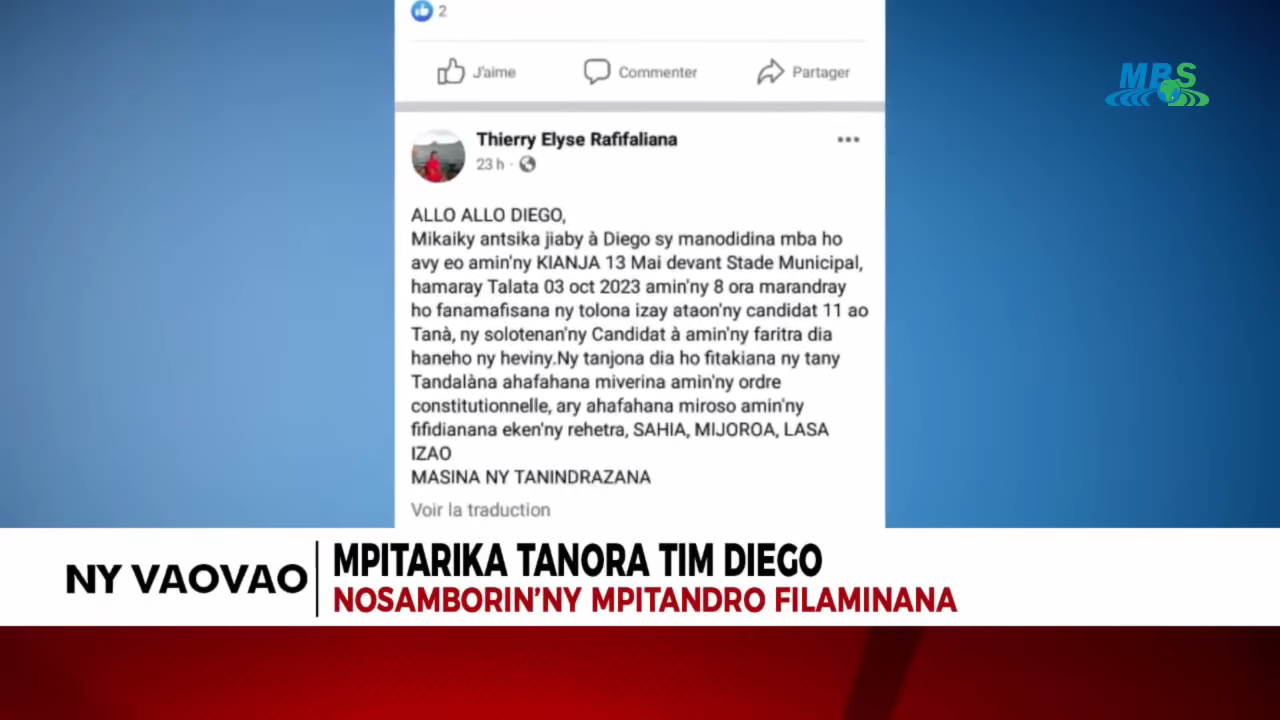 2
J'aime
Commenter
Partager
MBS
Thierry Elyse Rafifaliana
23 h ·
ALLO ALLO DIEGO,
Mikaiky antsika jiaby à Diego sy manodidina mba ho
avy eo amin'ny KIANJA 13 Mai devant Stade Municipal,
hamaray Talata 03 oct 2023 amin'ny 8 ora marandray
ho fanamafisana ny tolona izay ataon'ny candidat 11 ao
Tanà, ny solotenan'ny Candidat à amin'ny faritra dia
haneho ny heviny.Ny tanjona dia ho fitakiana ny tany
Tandalàna ahafahana miverina amin'ny ordre
constitutionnelle, ary ahafahana miroso amin'ny
fifidianana eken'ny rehetra, SAHIA, MIJOROA, LASA
IZAO
MASINA NY TANINDRAZANA
Voir la traduction
NY VAOVAO
MPITARIKA TANORA TIM DIEGO
NOSAMBORIN'NY MPITANDRO FILAMINANA